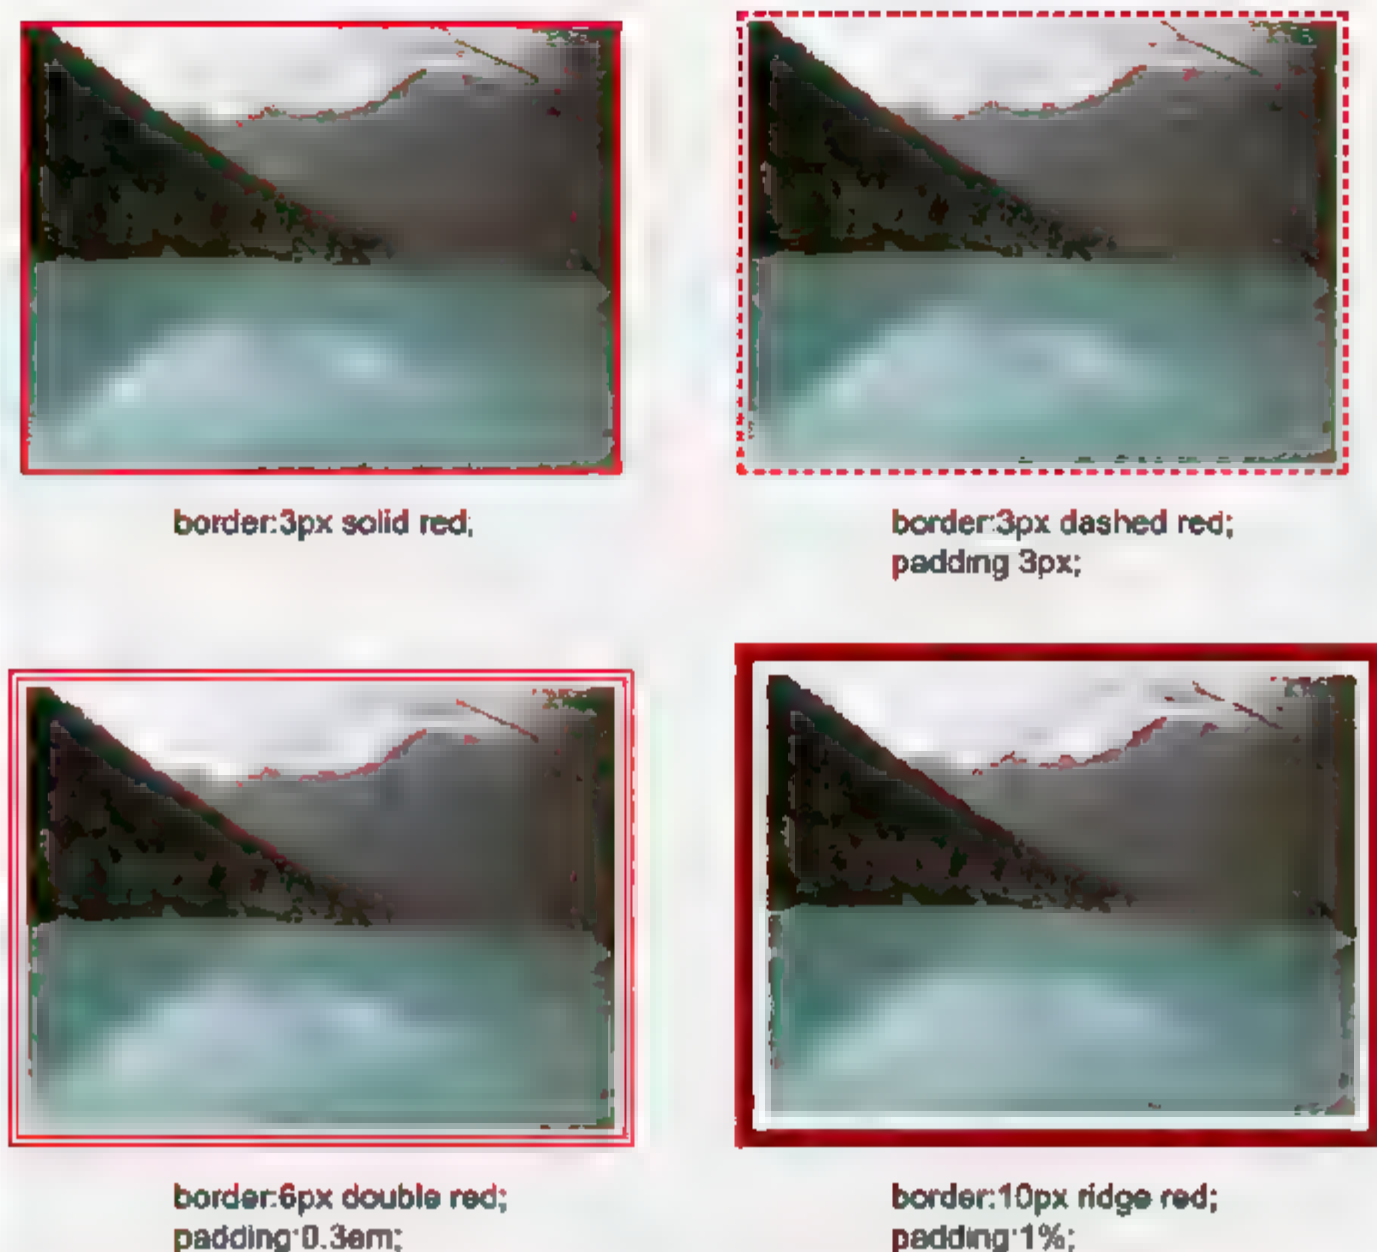 border:3px solid red;
border:3px dashed red;
padding 3px;
border:6px double red;
padding:0.3em;
border:10px ridge red;
padding:1%;